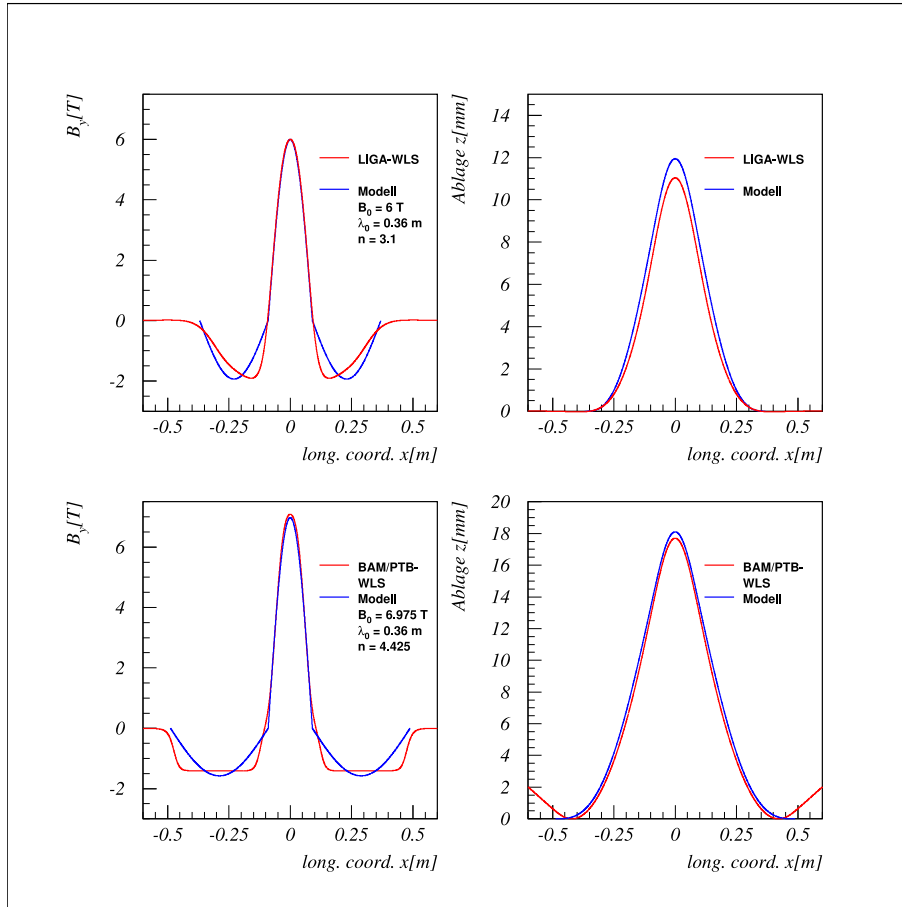 B_y[T]
6
4
2
0
-2
-0.5 -0.25 0 0.25 0.5
long. coord. x[m]
LIGA-WLS
Modell
B_0 = 6 T
λ_0 = 0.36 m
n = 3.1
Ablage z[mm]
14
12
10
8
6
4
2
0
-0.5 -0.25 0 0.25 0.5
long. coord. x[m]
LIGA-WLS
Modell
B_y[T]
6
4
2
0
-2
-0.5 -0.25 0 0.25 0.5
long. coord. x[m]
BAM/PTB-
WLS
Modell
B_0 = 6.975 T
λ_0 = 0.36 m
n = 4.425
Ablage z[mm]
20
18
16
14
12
10
8
6
4
2
0
-0.5 -0.25 0 0.25 0.5
long. coord. x[m]
BAM/PTB-
WLS
Modell